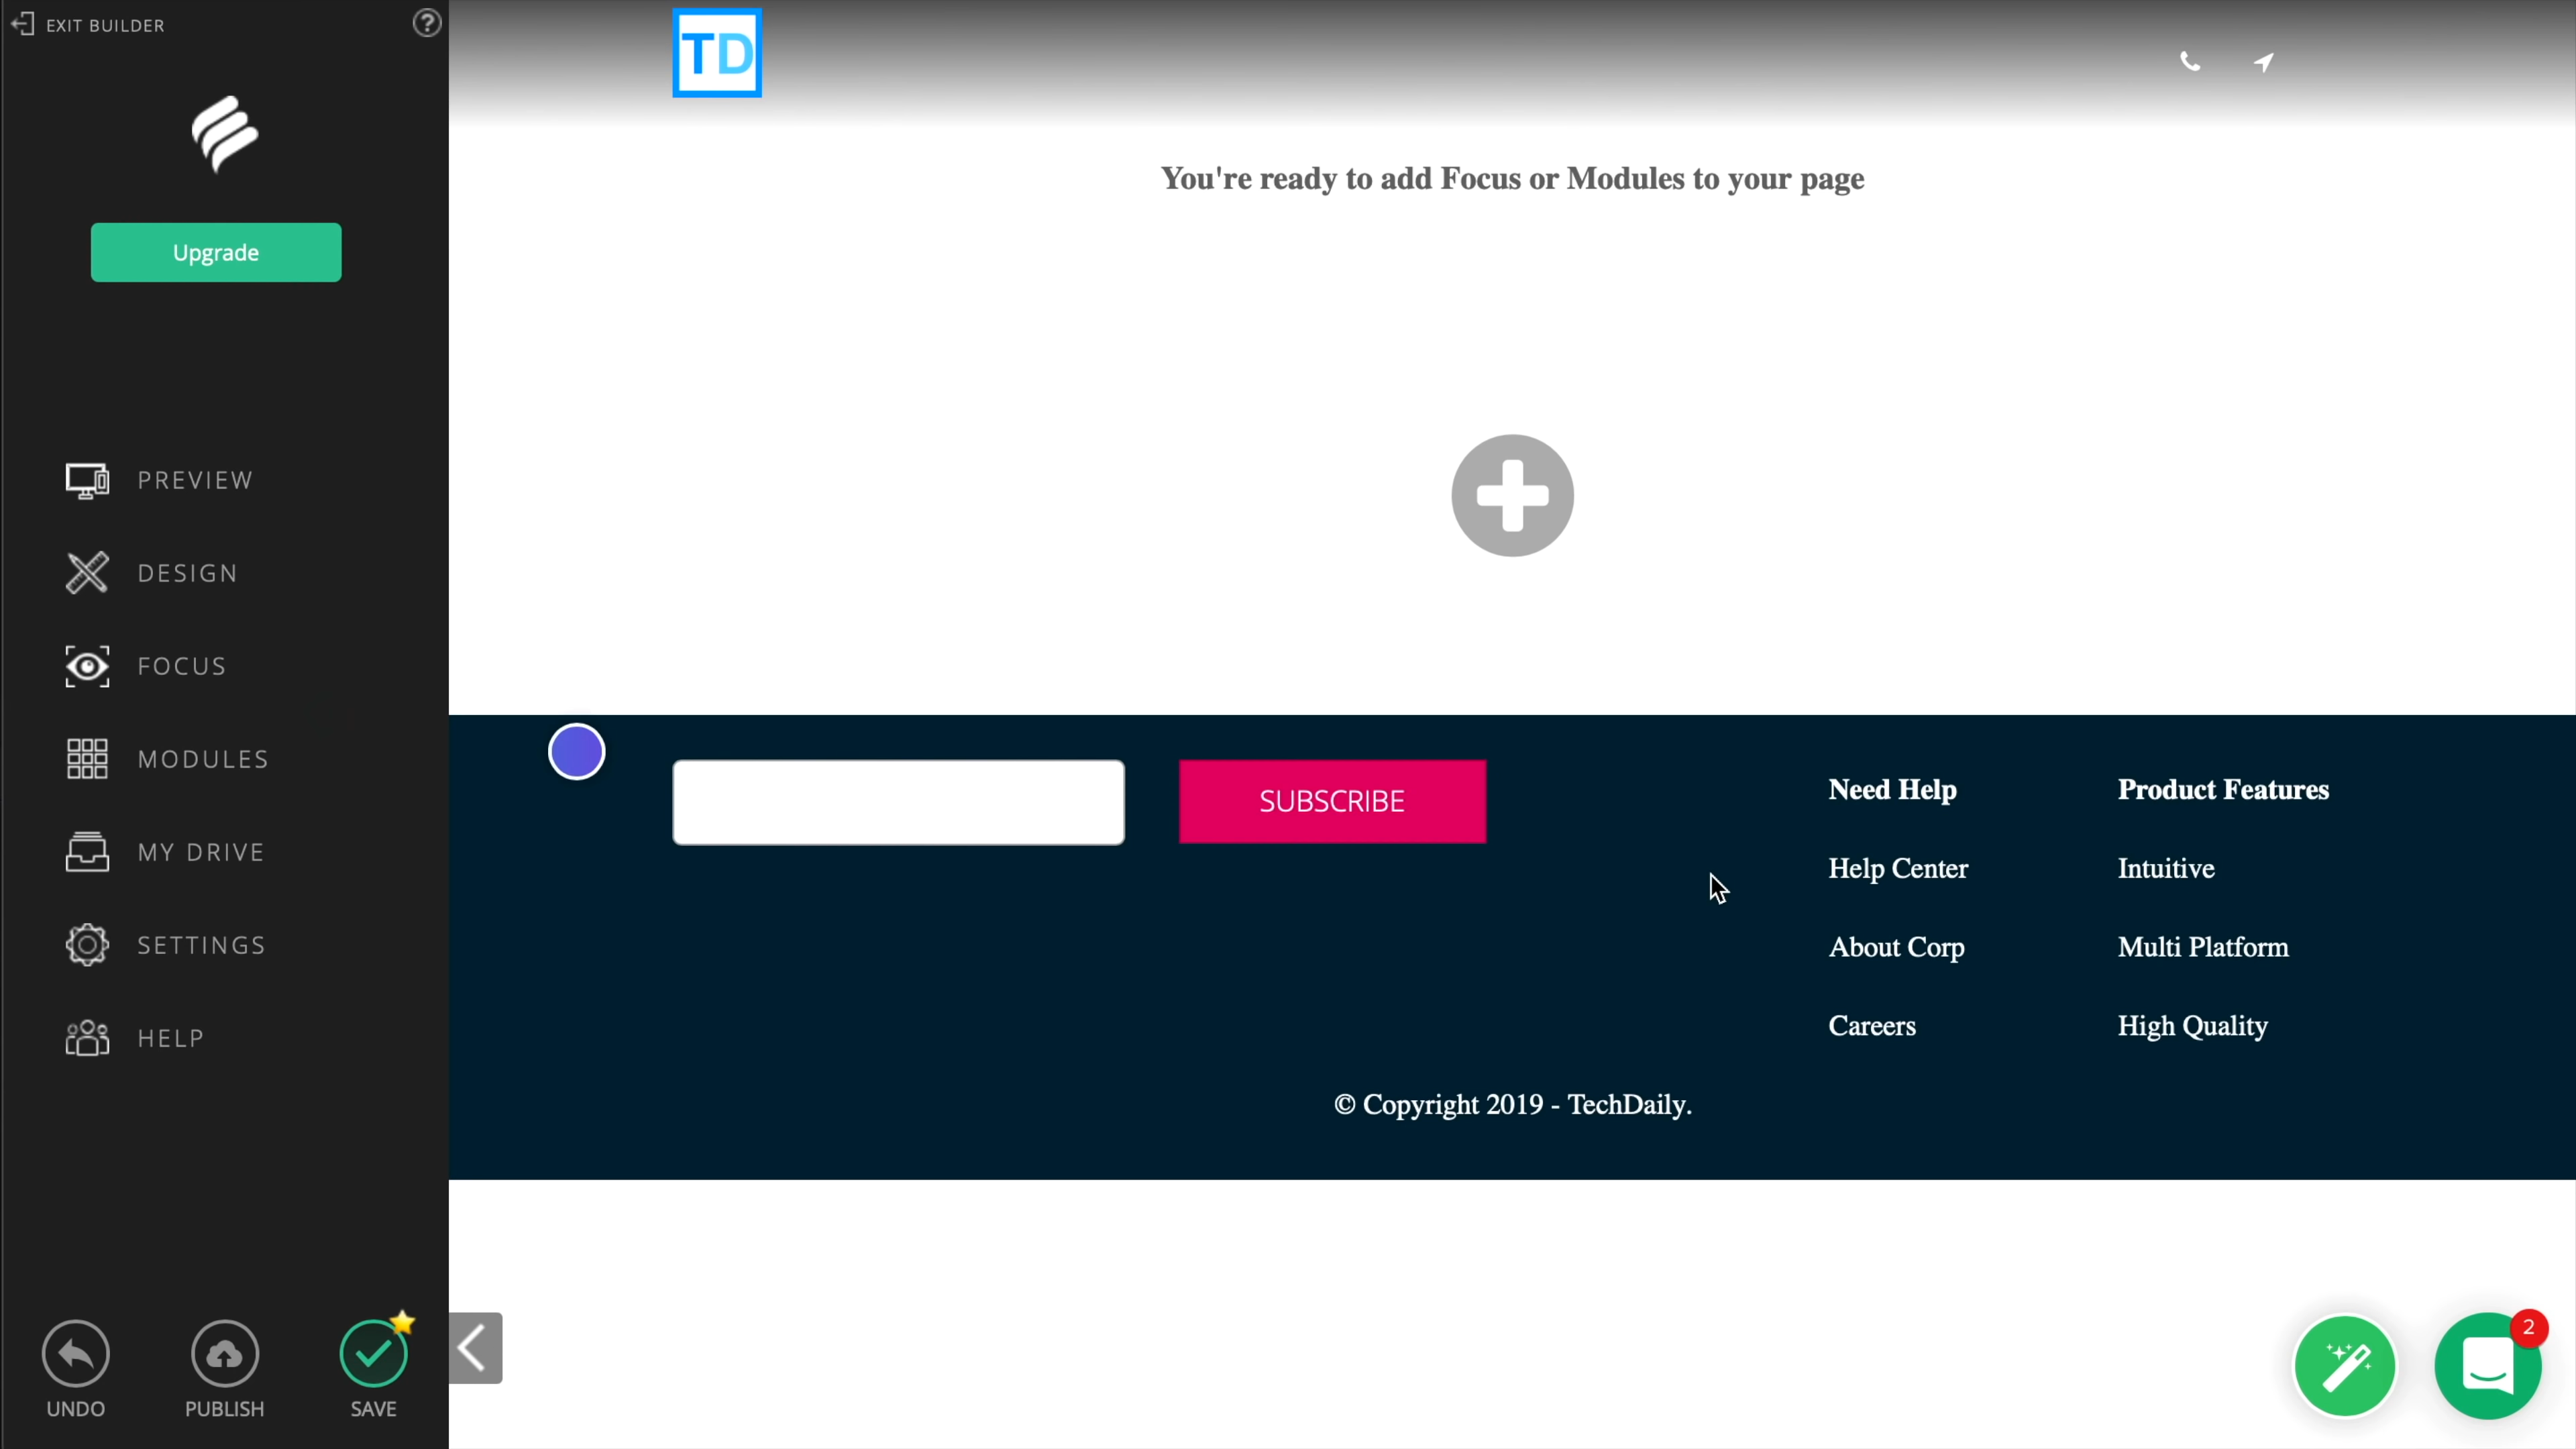 EXIT BUILDER
?
TD
Upgrade
You're ready to add Focus or Modules to your page
PREVIEW
DESIGN
FOCUS
MODULES
MY DRIVE
SETTINGS
HELP
SUBSCRIBE
Need Help
Help Center
About Corp
Careers
Product Features
Intuitive
Multi Platform
High Quality
© Copyright 2019 - TechDaily.
UNDO
PUBLISH
SAVE
2